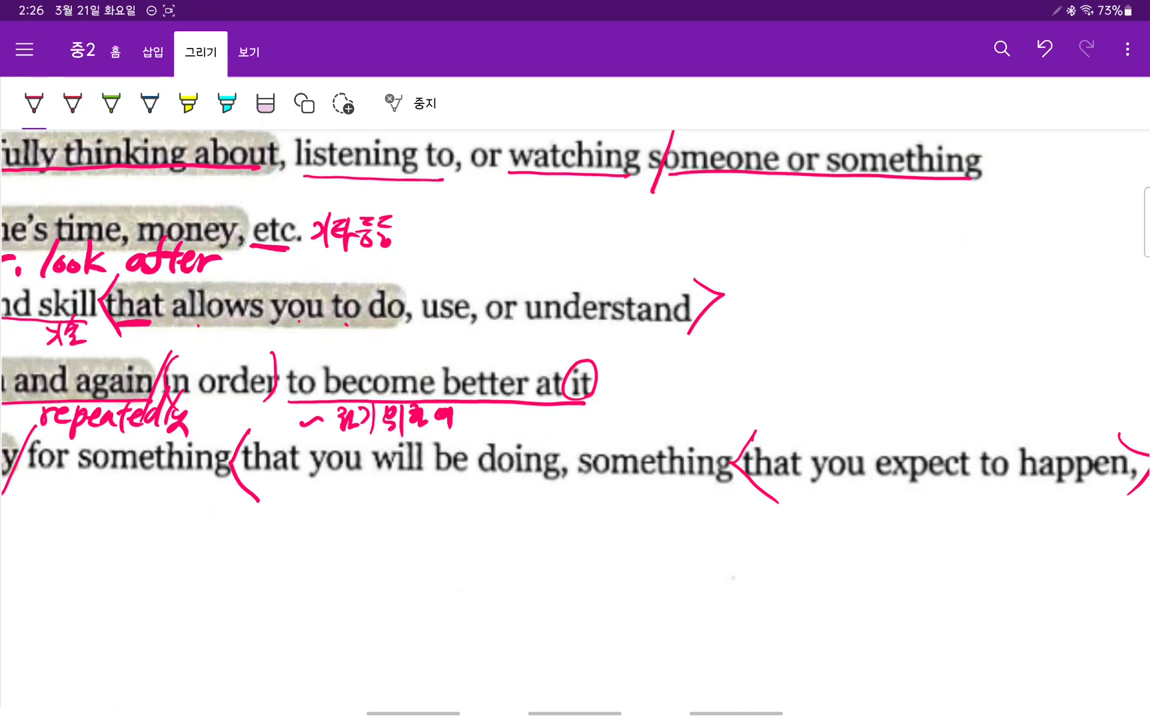 2:26 3월 21일 화요일 73%
중2 홈 삽입 그리기 보기
중지
ully thinking about, listening to, or watching someone or something
ne's time, money, etc. 기타등등
r. look after
nd skill that allows you to do, use, or understand
기술
and again in order to become better at it
repeatedly ~ 하기 위하여
y for something that you will be doing, something that you expect to happen,